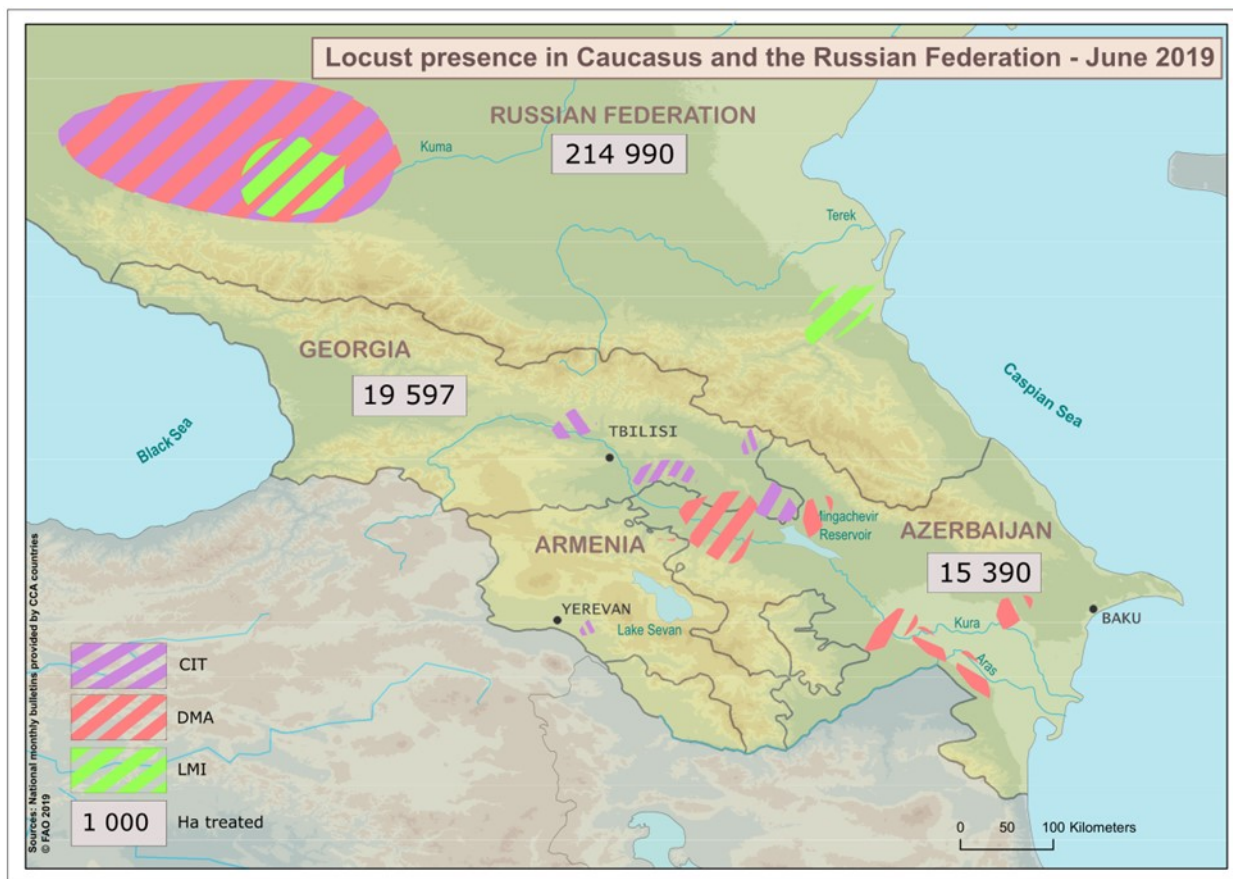 Locust presence in Caucasus and the Russian Federation - June 2019
RUSSIAN FEDERATION
214 990
Kuma
Terek
GEORGIA
19 597
Caspian Sea
Black Sea
TBILISI
Mingachevir
Reservoir
AZERBAIJAN
15 390
ARMENIA
YEREVAN
Lake Sevan
Kura
BAKU
Aras
CIT
DMA
LMI
1 000
Ha treated
0 50 100 Kilometers
Sources: National monthly bulletins provided by CCA countries
© FAO 2019